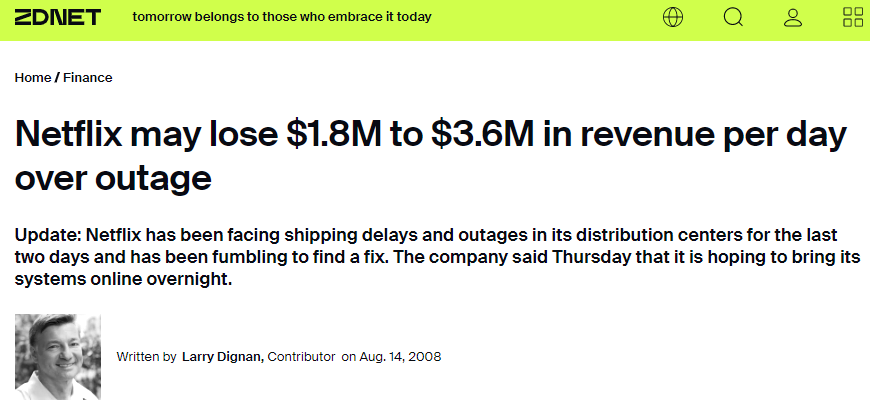 ZDNET
tomorrow belongs to those who embrace it today
Home / Finance
Netflix may lose $1.8M to $3.6M in revenue per day
over outage
Update: Netflix has been facing shipping delays and outages in its distribution centers for the last
two days and has been fumbling to find a fix. The company said Thursday that it is hoping to bring its
systems online overnight.
Written by Larry Dignan, Contributor on Aug. 14, 2008